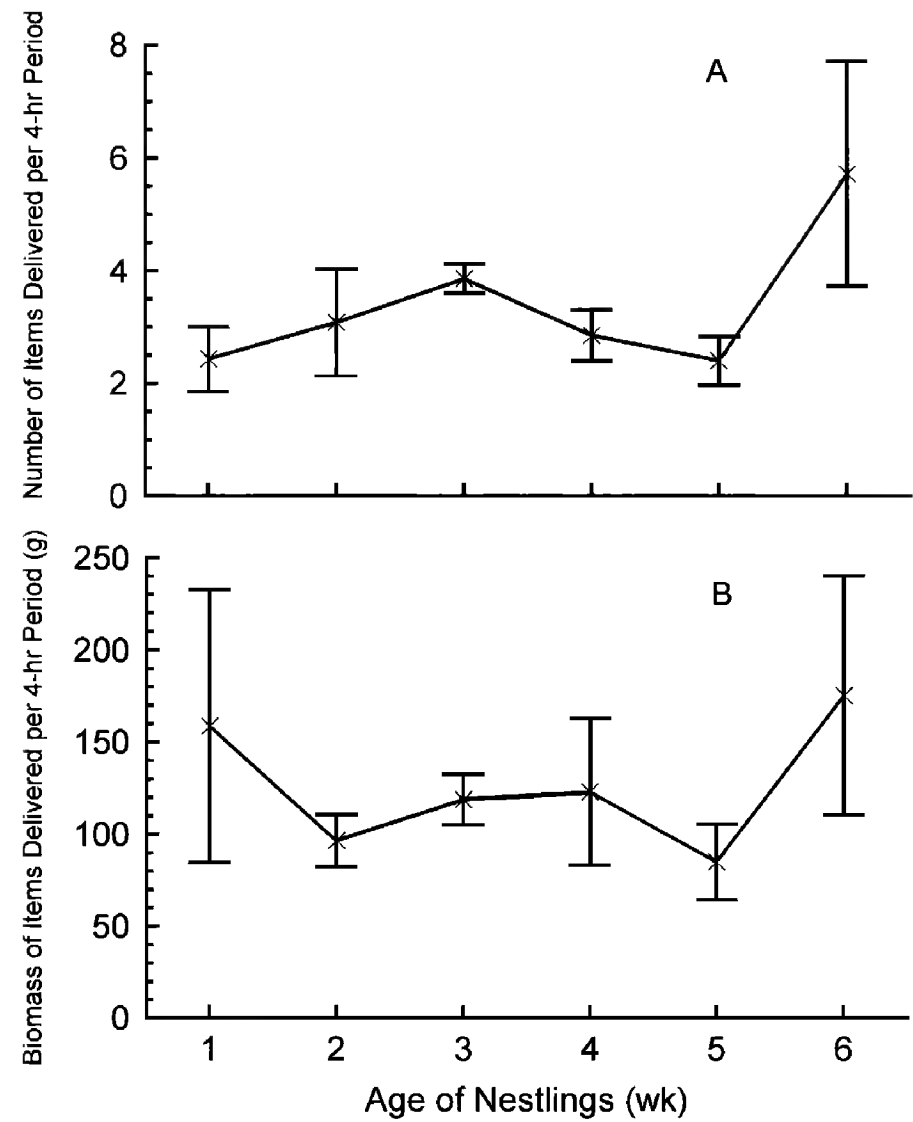 Number of Items Delivered per 4-hr Period
8
6
4
2
0
A
Biomass of Items Delivered per 4-hr Period (g)
250
200
150
100
50
0
B
1 2 3 4 5 6
Age of Nestlings (wk)